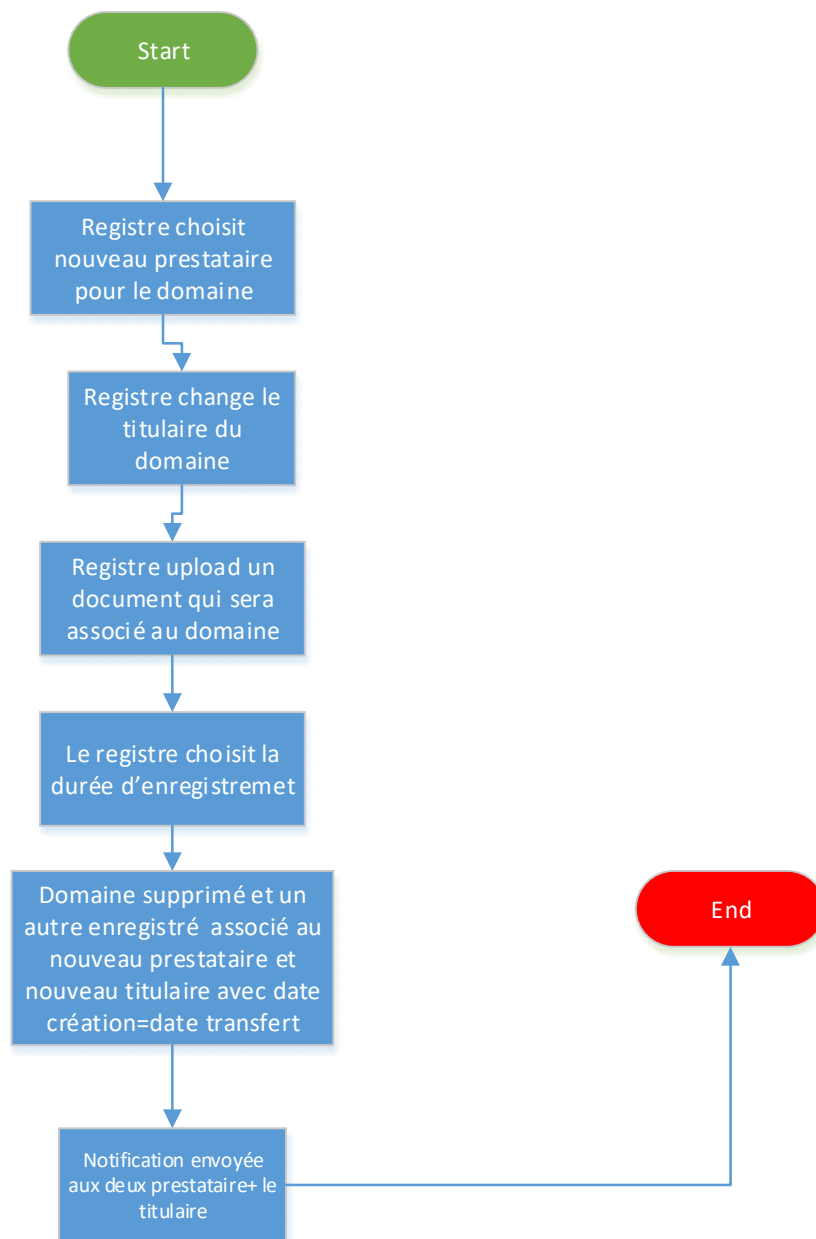 Start
Registre choisit
nouveau prestataire
pour le domaine
Registre change le
titulaire du
domaine
Registre upload un
document qui sera
associé au domaine
Le registre choisit la
durée d’enregistremet
Domaine supprimé et un
autre enregistré associé au
nouveau prestataire et
nouveau titulaire avec date
création=date transfert
End
Notification envoyée
aux deux prestataire+ le
titulaire